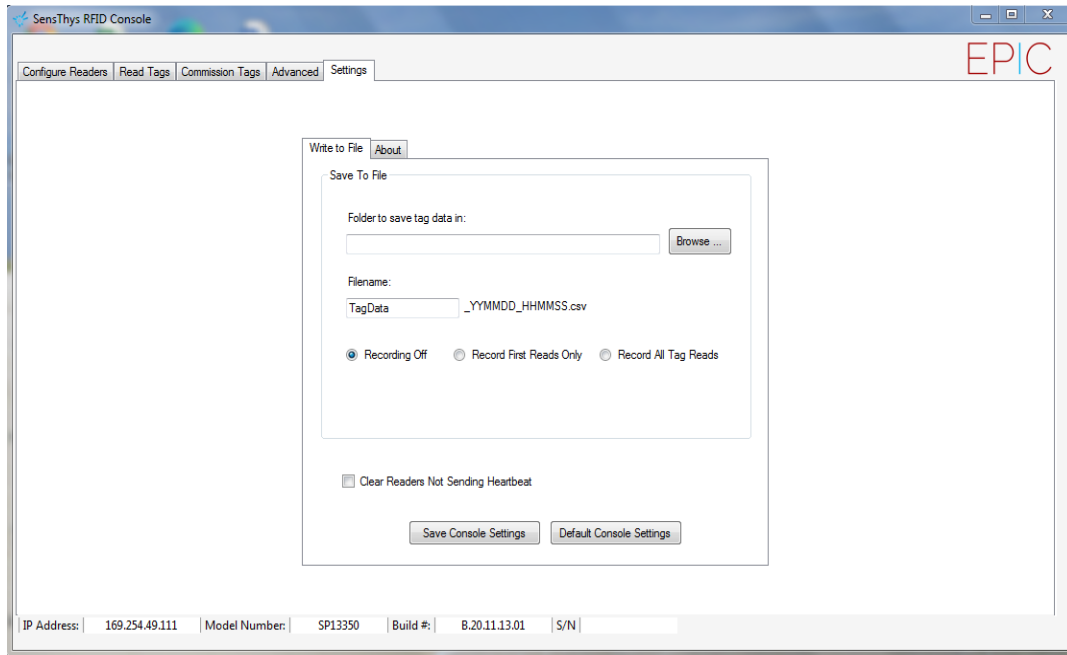 SensThys RFID Console
EPIC
Configure Readers Read Tags Commission Tags Advanced Settings
Write to File About
Save To File
Folder to save tag data in:
Browse ...
Filename:
TagData _YYMMDD_HHMMSS.csv
Recording Off Record First Reads Only Record All Tag Reads
Clear Readers Not Sending Heartbeat
Save Console Settings Default Console Settings
IP Address: 169.254.49.111 Model Number: SP13350 Build #: B.20.11.13.01 S/N